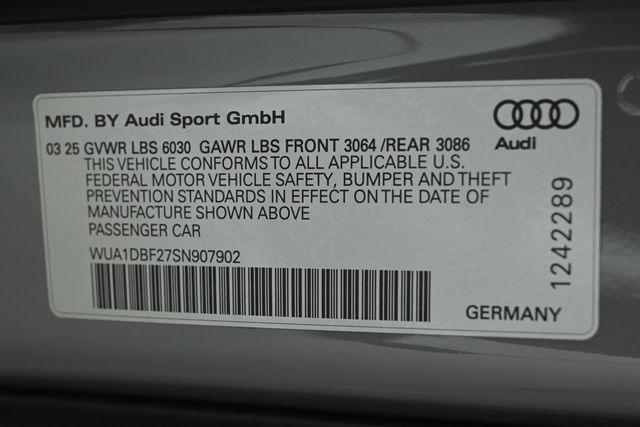 MFD. BY Audi Sport GmbH
03 25 GVWR LBS 6030 GAWR LBS FRONT 3064 /REAR 3086
THIS VEHICLE CONFORMS TO ALL APPLICABLE U.S.
FEDERAL MOTOR VEHICLE SAFETY, BUMPER AND THEFT
PREVENTION STANDARDS IN EFFECT ON THE DATE OF
MANUFACTURE SHOWN ABOVE
PASSENGER CAR
WUA1DBF27SN907902
Audi
1242289
GERMANY